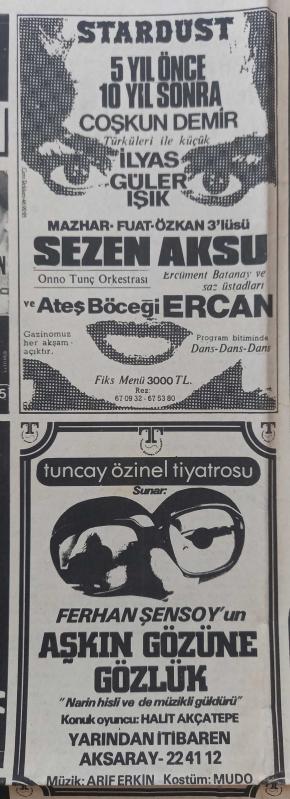 STARDUST
5 YIL ÖNCE
10 YIL SONRA
COŞKUN DEMİR
Türküleri ile küçük
İLYAS
GÜLER
IŞIK
MAZHAR·FUAT·ÖZKAN 3'lüsü
SEZEN AKSU
Onno Tunç Orkestrası
Ercüment Batanay ve
saz üstadları
ve Ateş Böceği ERCAN
Gazinomuz
her akşam
açıktır.
Program bitiminde
Dans-Dans-Dans
Fiks Menü 3000 TL.
Rez:
67 09 32 - 67 53 80
tuncay özinel tiyatrosu
Sunar:
FERHAN ŞENSOY'un
AŞKIN GÖZÜNE
GÖZLÜK
"Narin hisli ve de müzikli güldürü"
Konuk oyuncu: HALİT AKÇATEPE
YARINDAN İTİBAREN
AKSARAY-22 41 12
Müzik: ARİF ERKİN Kostüm: MUDO